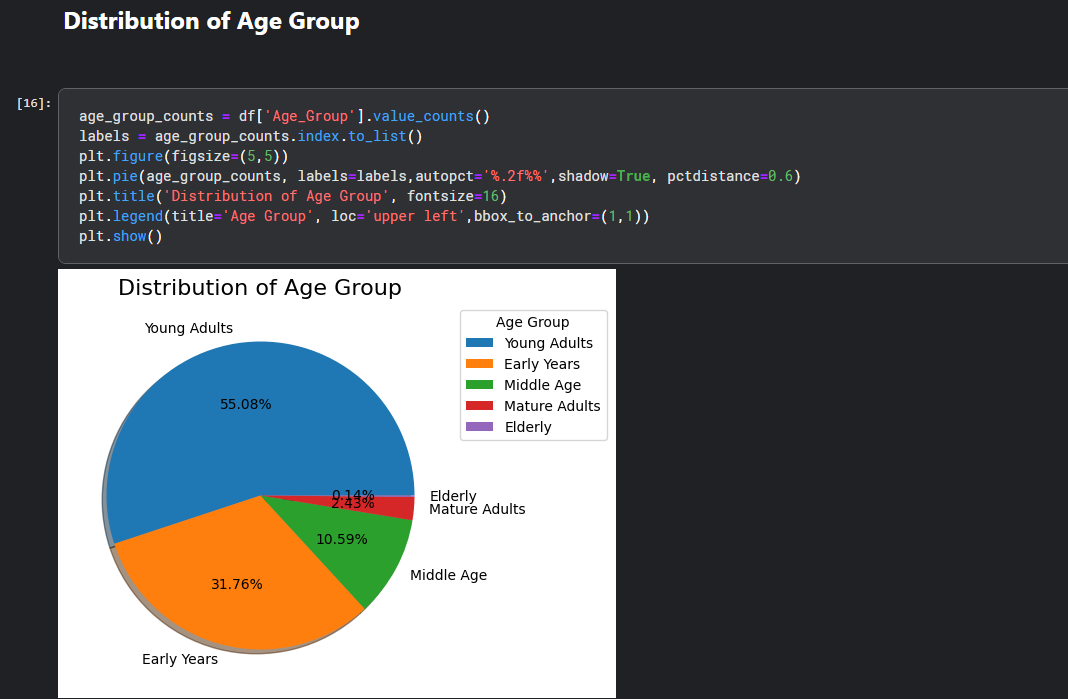 Distribution of Age Group
[16]:
age_group_counts = df['Age_Group'].value_counts()
labels = age_group_counts.index.to_list()
plt.figure(figsize=(5,5))
plt.pie(age_group_counts, labels=labels,autopct='%.2f%%',shadow=True, pctdistance=0.6)
plt.title('Distribution of Age Group', fontsize=16)
plt.legend(title='Age Group', loc='upper left',bbox_to_anchor=(1,1))
plt.show()
Distribution of Age Group
Age Group
Young Adults
Early Years
Middle Age
Mature Adults
Elderly
Young Adults
55.08%
0.14%
Elderly
2.43%
Mature Adults
10.59%
Middle Age
31.76%
Early Years